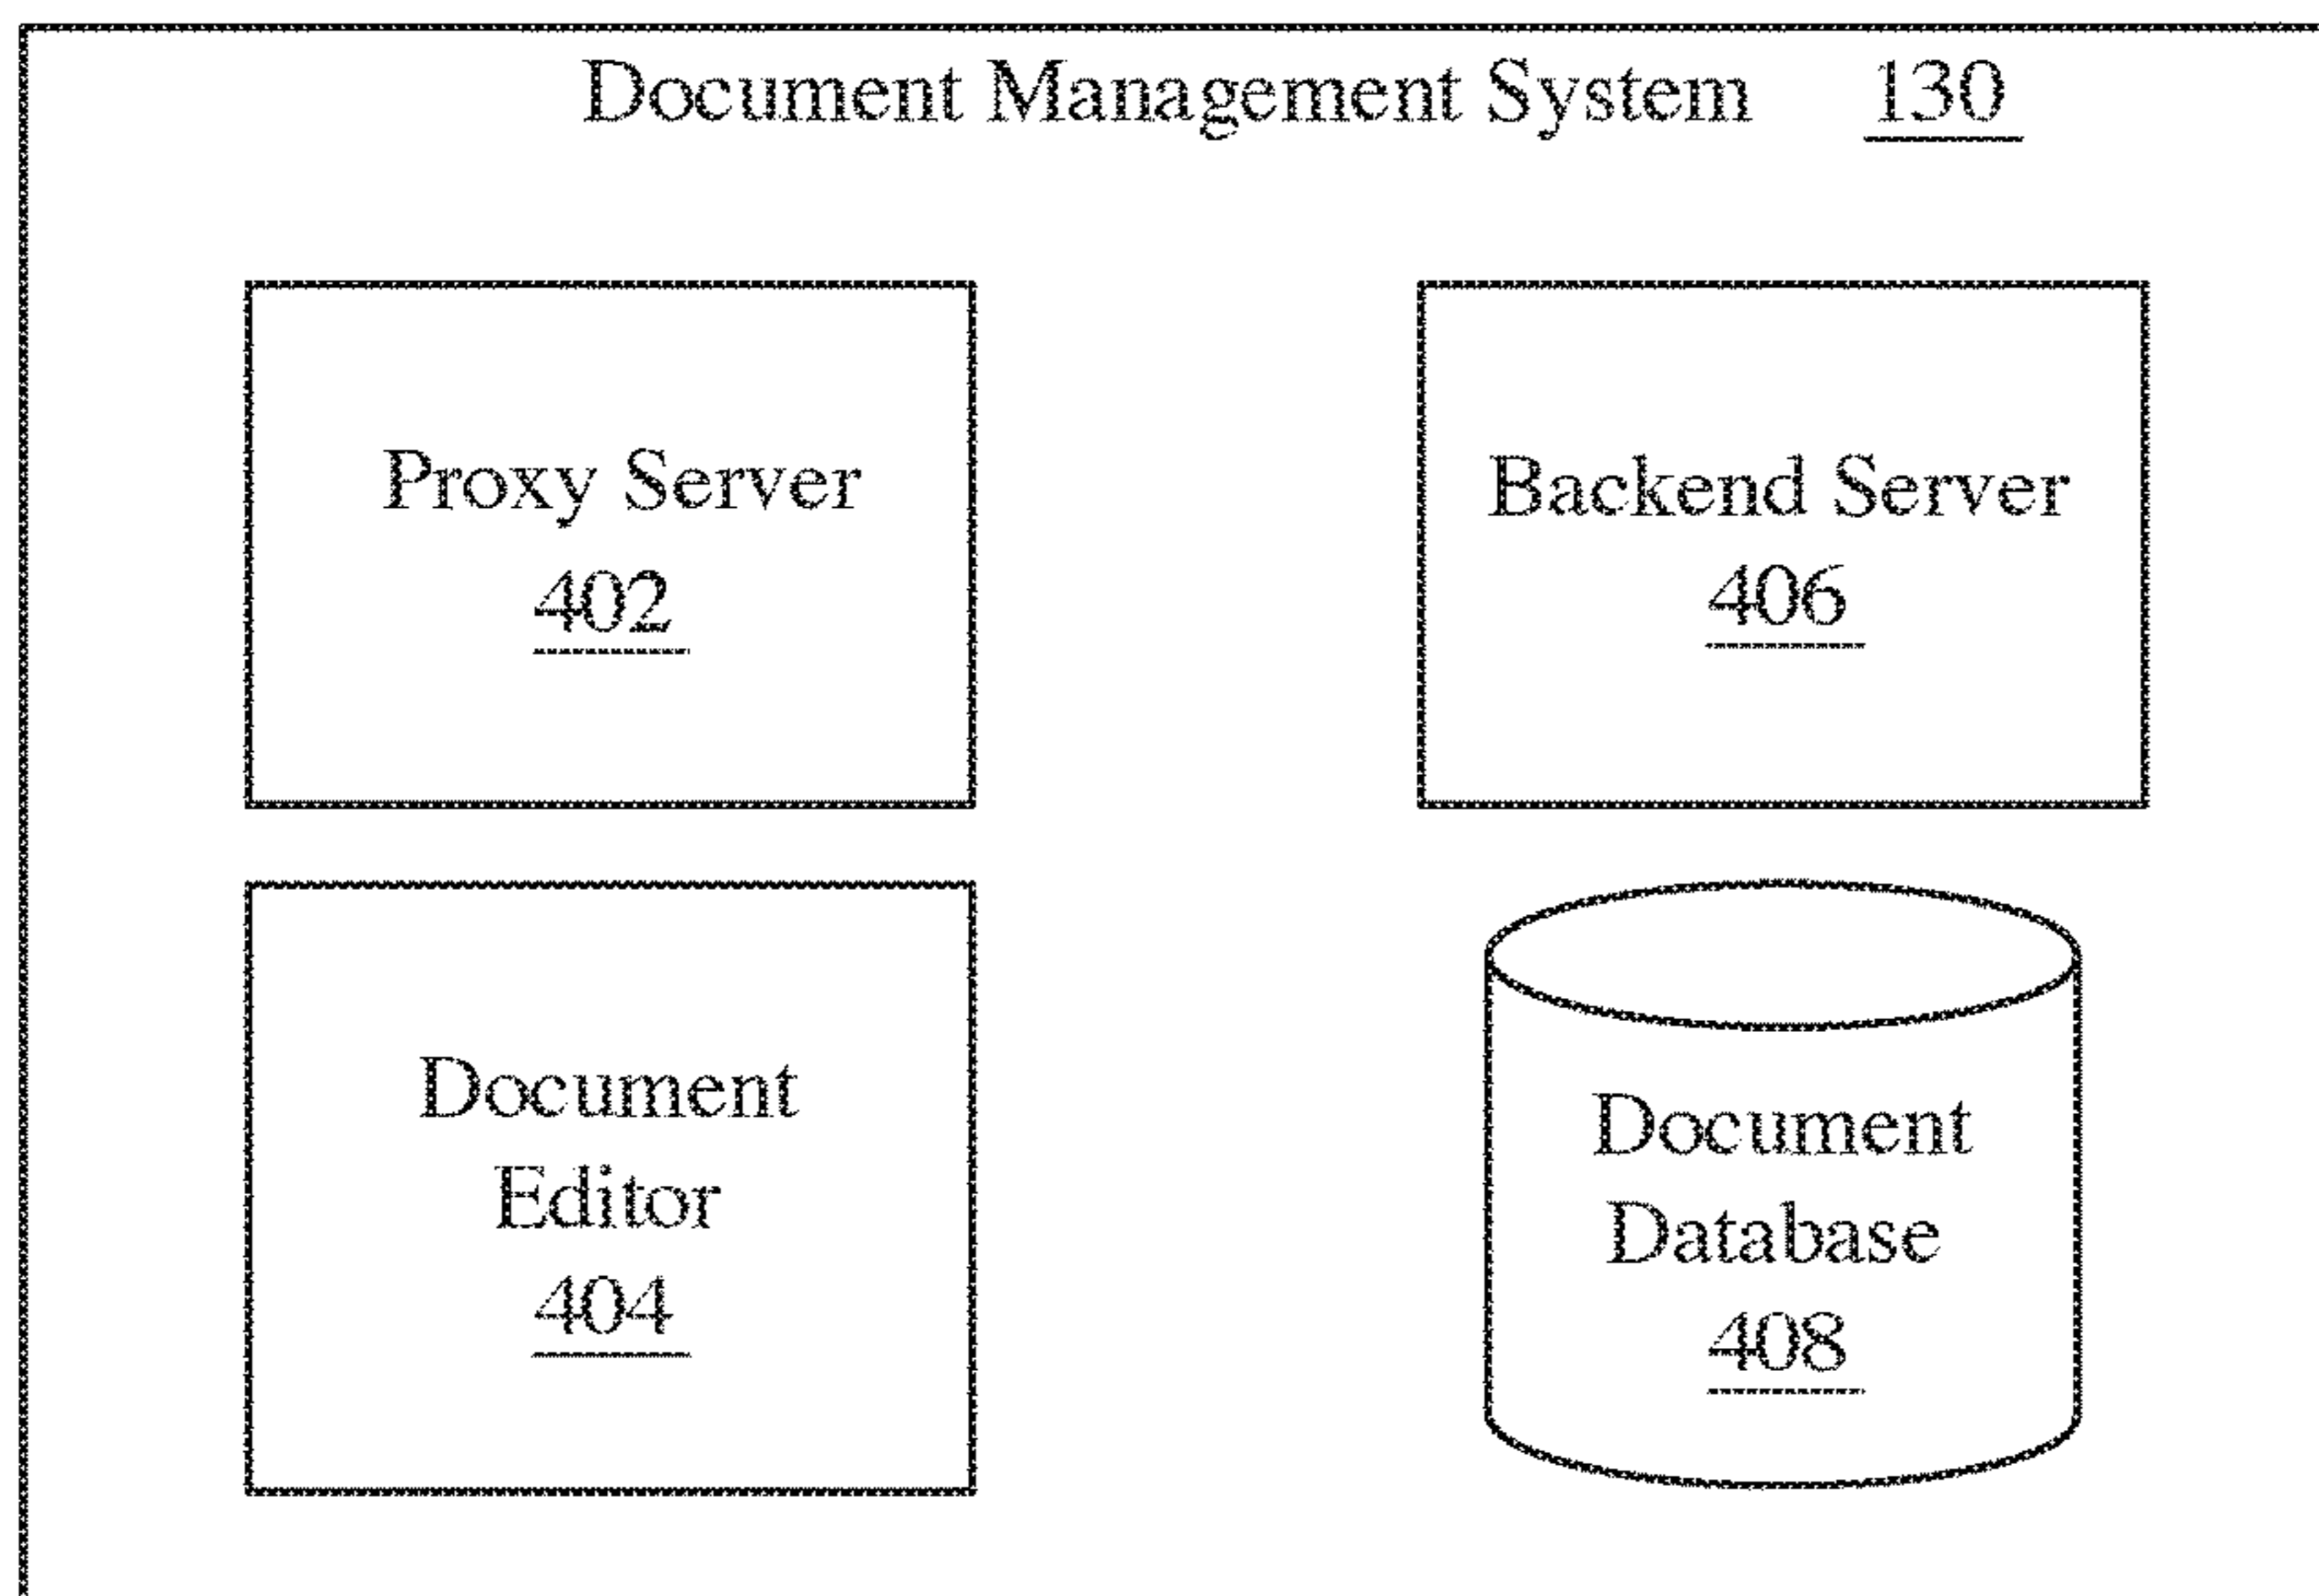 Document Management System 130
Proxy Server
402
Backend Server
406
Document
Editor
404
Document
Database
408